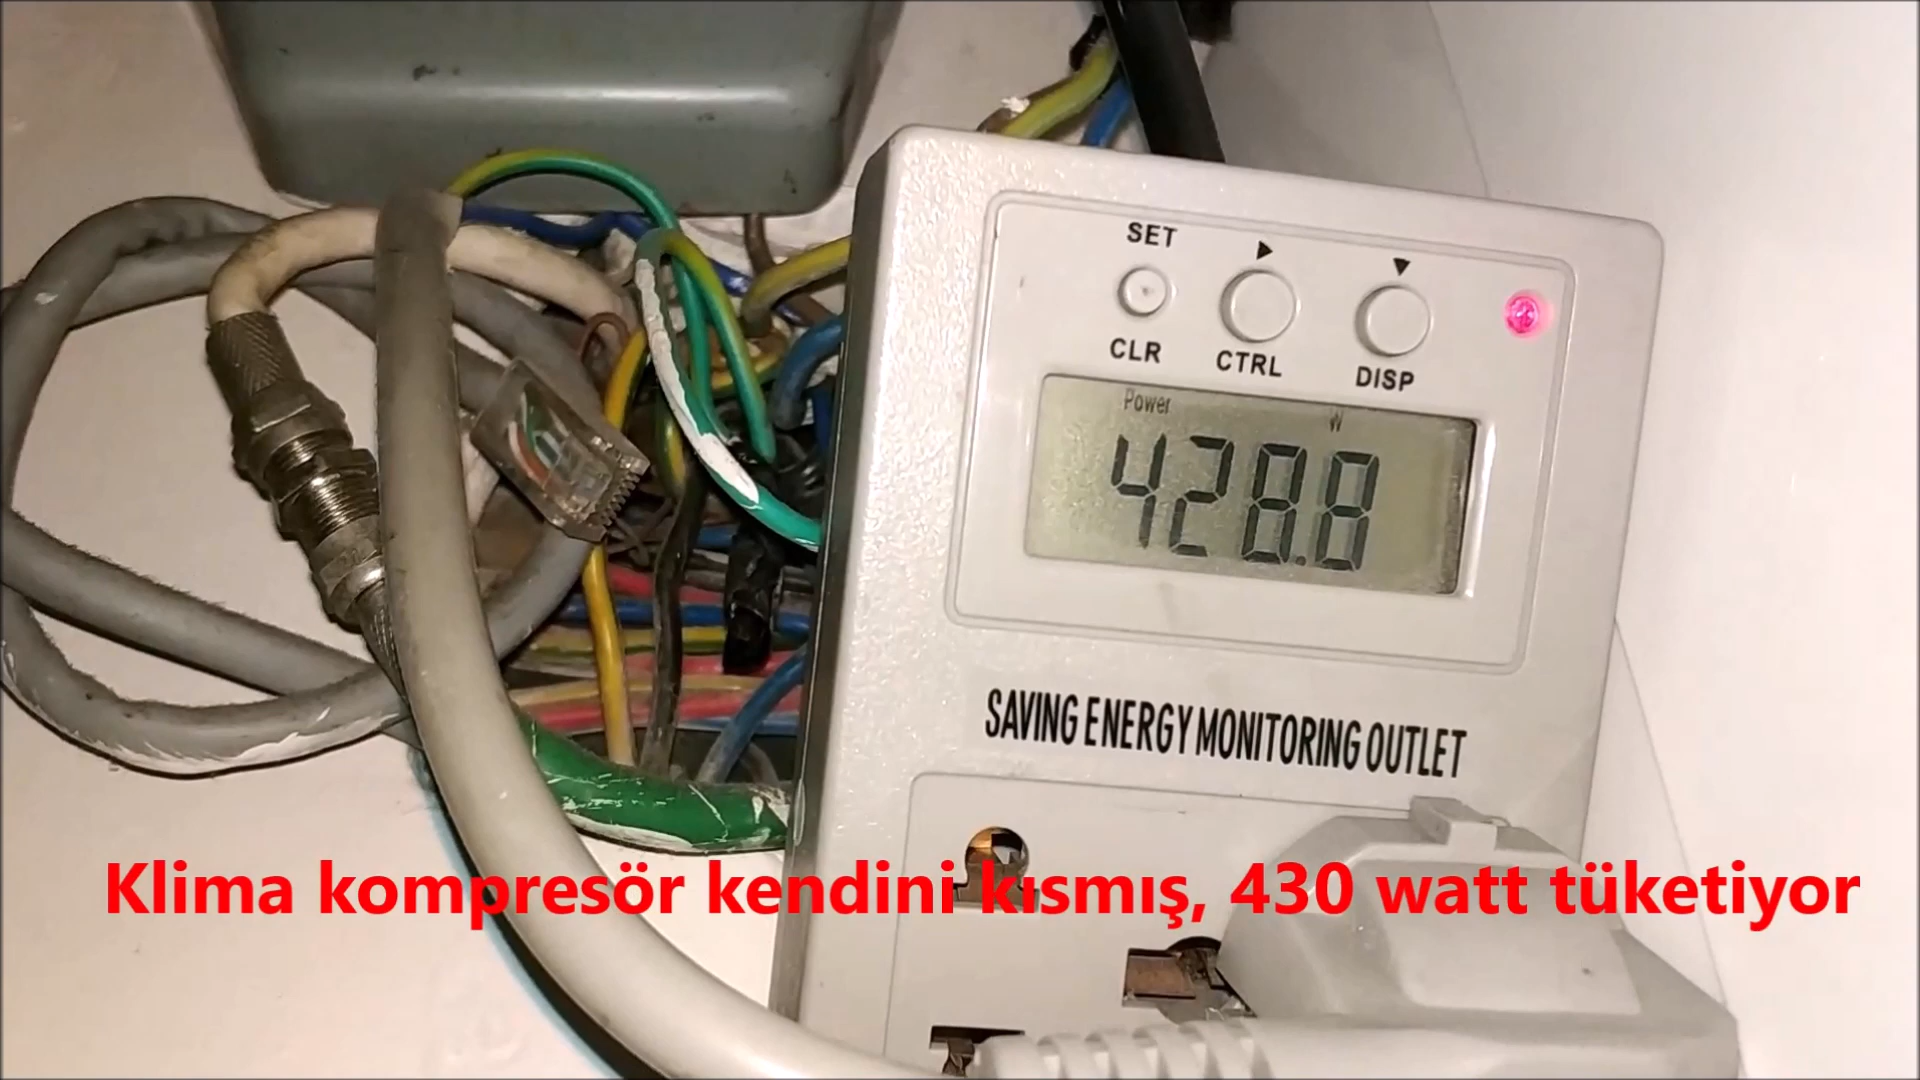 SET
CLR
CTRL
DISP
Power W
428.8
SAVING ENERGY MONITORING OUTLET
Klima kompresör kendini kısmış, 430 watt tüketiyor